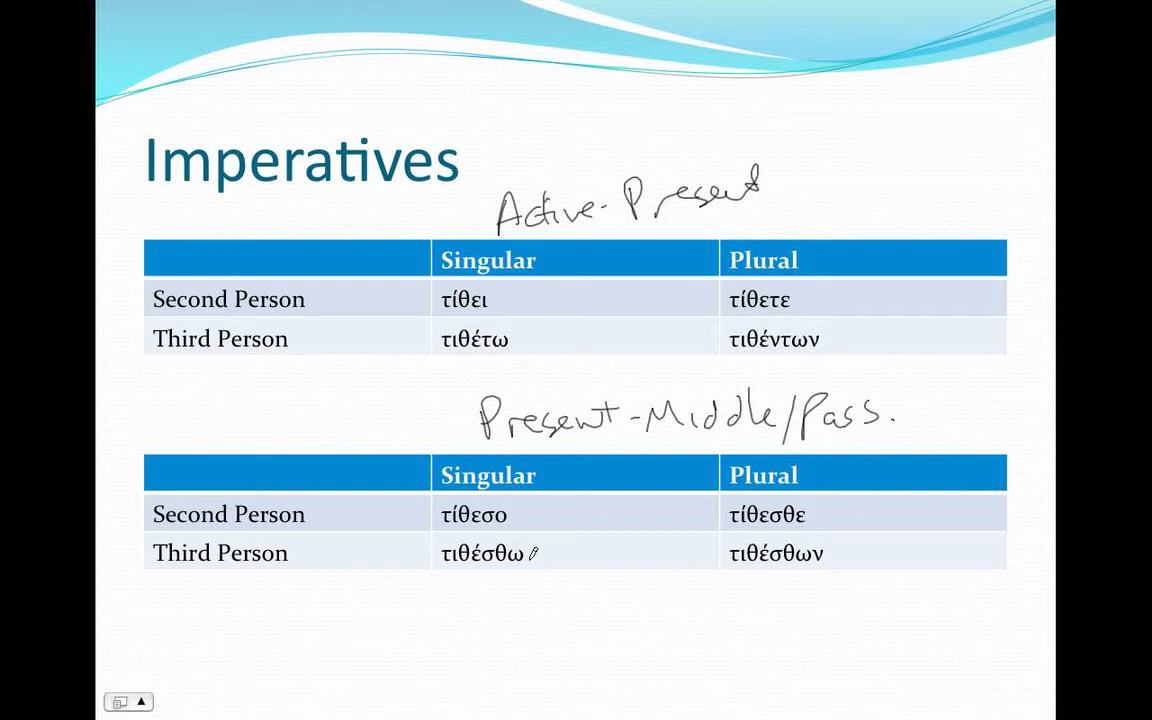 Imperatives
Active-Present
Singular Plural
Second Person τίθει τίθετε
Third Person τιθέτω τιθέντων
Present-Middle/Pass.
Singular Plural
Second Person τίθεσο τίθεσθε
Third Person τιθέσθω τιθέσθων